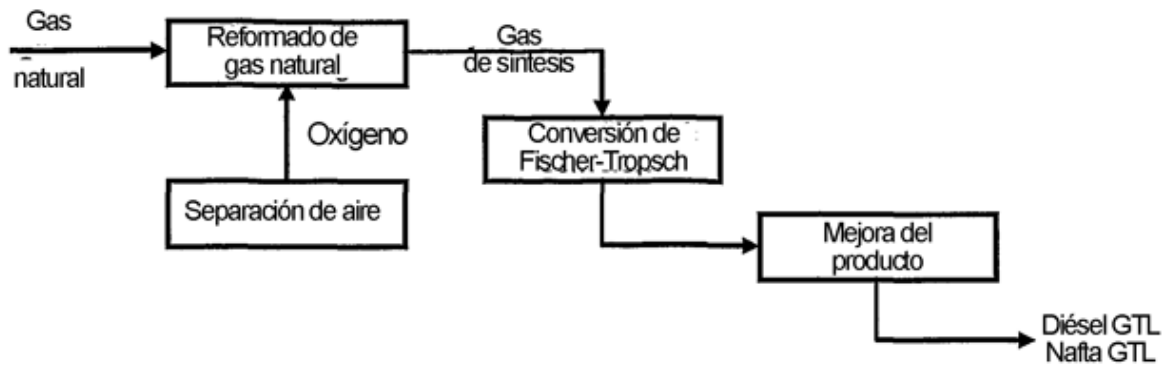 Gas
natural
Reformado de
gas natural
Gas
de síntesis
Oxígeno
Conversión de
Fischer-Tropsch
Separación de aire
Mejora del
producto
Diésel GTL
Nafta GTL